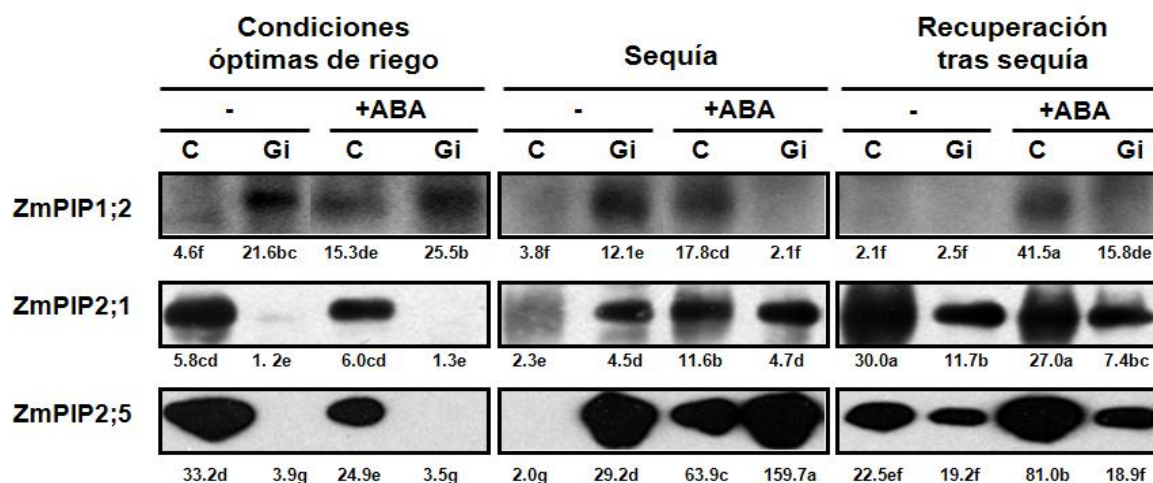 Condiciones óptimas de riego
Sequía
Recuperación tras sequía
- +ABA - +ABA - +ABA
C Gi C Gi C Gi C Gi C Gi C Gi
ZmPIP1;2
4.6f 21.6bc 15.3de 25.5b 3.8f 12.1e 17.8cd 2.1f 2.1f 2.5f 41.5a 15.8de
ZmPIP2;1
5.8cd 1. 2e 6.0cd 1.3e 2.3e 4.5d 11.6b 4.7d 30.0a 11.7b 27.0a 7.4bc
ZmPIP2;5
33.2d 3.9g 24.9e 3.5g 2.0g 29.2d 63.9c 159.7a 22.5ef 19.2f 81.0b 18.9f